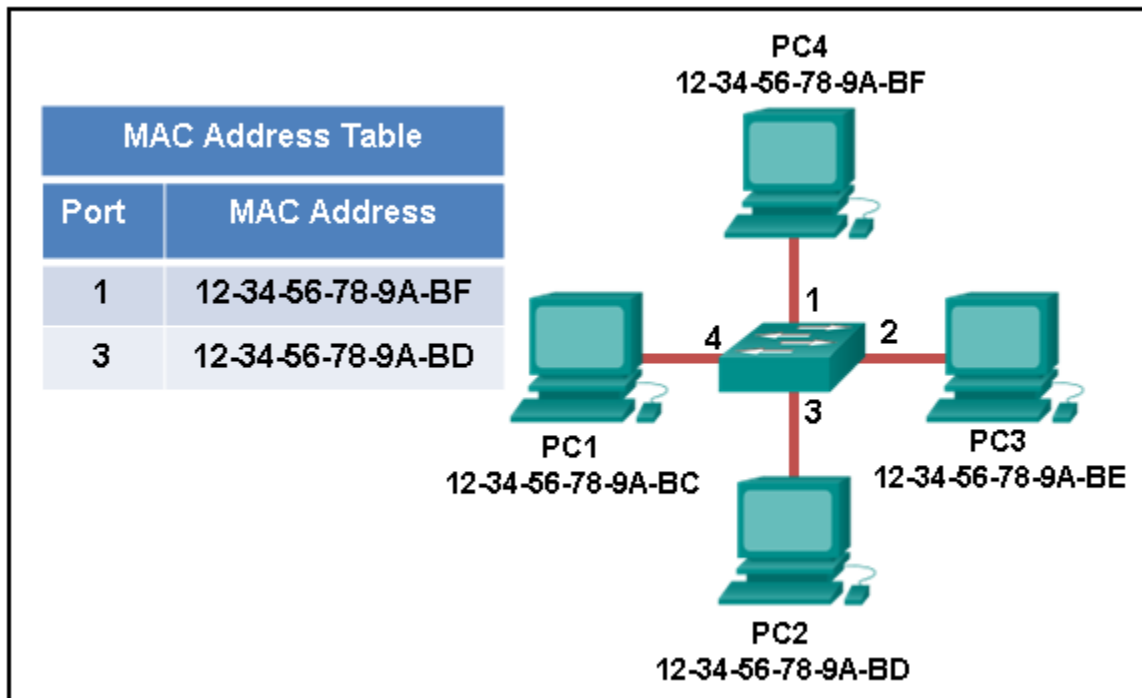 MAC Address Table
Port MAC Address
1 12-34-56-78-9A-BF
3 12-34-56-78-9A-BD
PC4
12-34-56-78-9A-BF
1
4
2
3
PC1
12-34-56-78-9A-BC
PC3
12-34-56-78-9A-BE
PC2
12-34-56-78-9A-BD